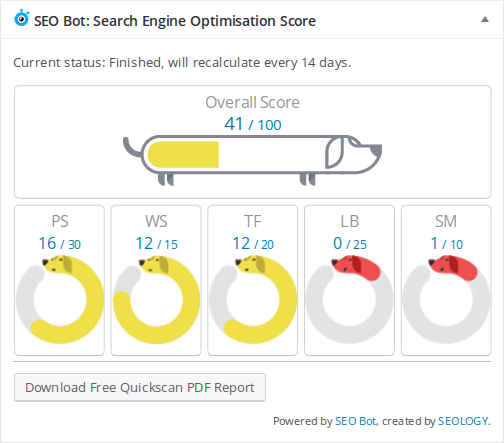 SEO Bot: Search Engine Optimisation Score
Current status: Finished, will recalculate every 14 days.
Overall Score
41 / 100
PS WS TF LB SM
16 / 30 12 / 15 12 / 20 0 / 25 1 / 10
Download Free Quickscan PDF Report
Powered by SEO Bot, created by SEOLOGY.